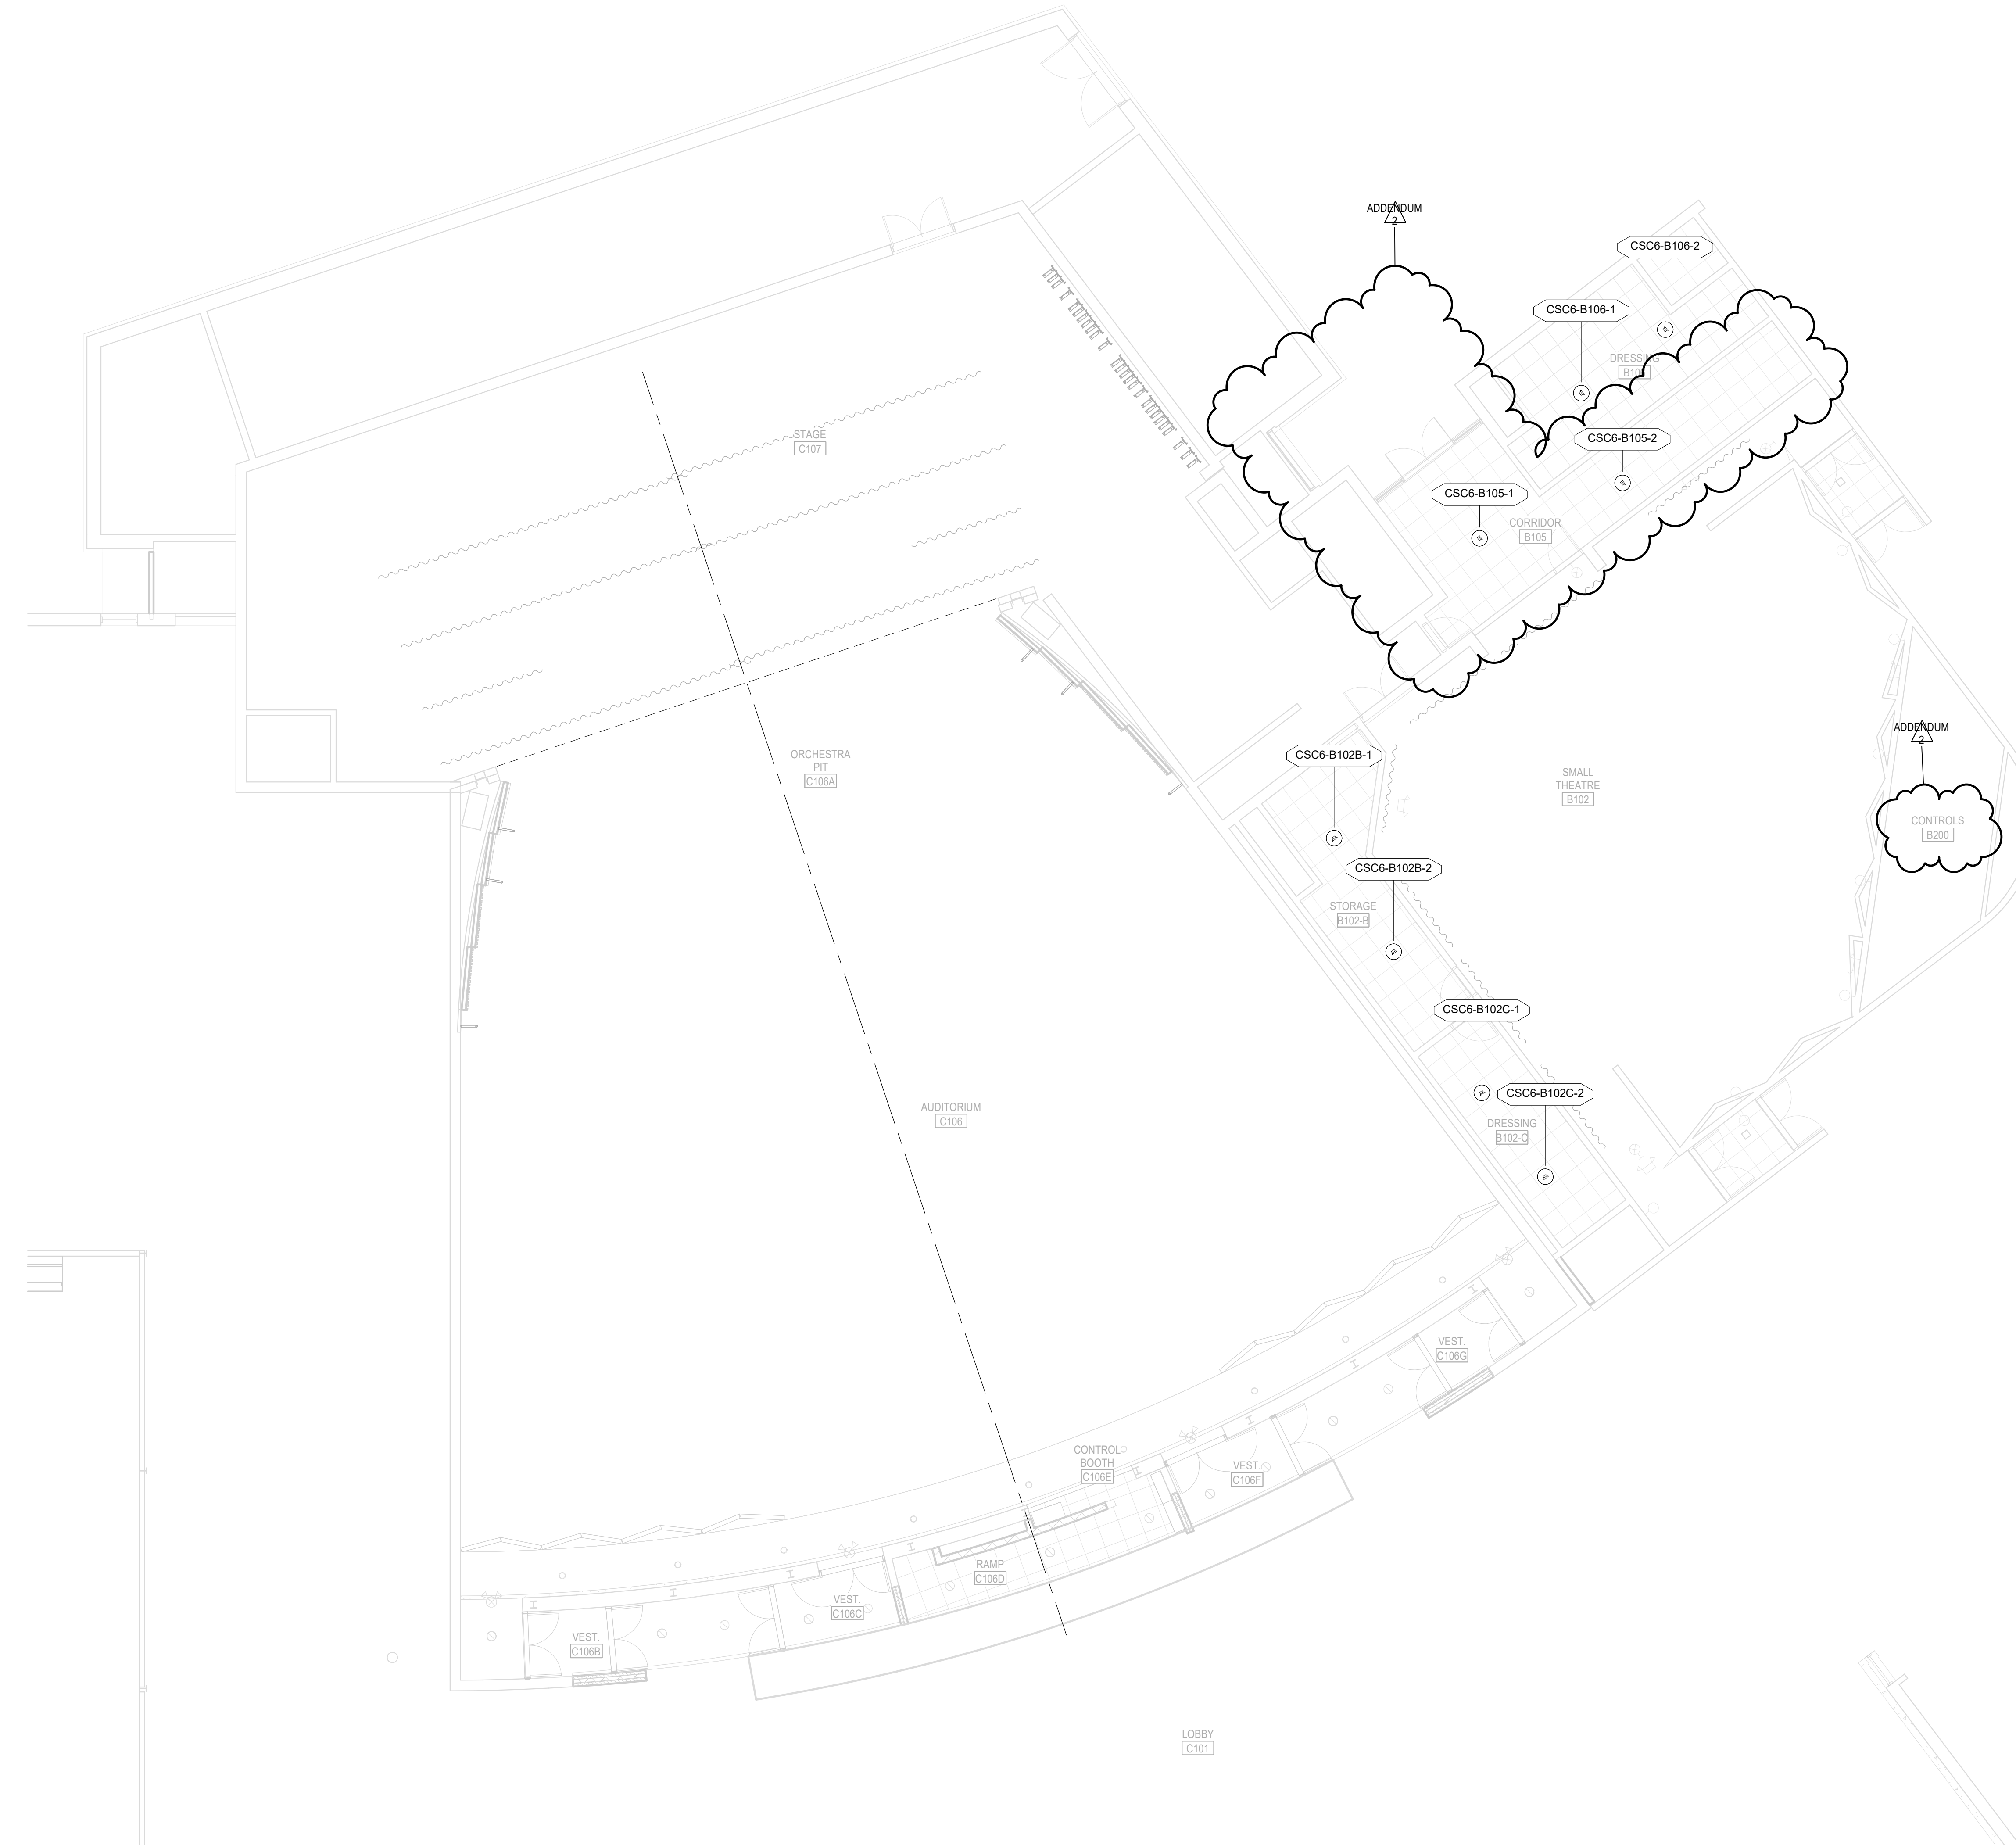 ADDENDUM
2
CSC6-B106-2
CSC6-B106-1
DRESSING
CSC6-B105-2
STAGE
C107
CSC6-B105-1
CORRIDOR
B105
ADDENDUM
2
CSC6-B102B-1
ORCHESTRA
PIT
C106A
SMALL
THEATRE
B102
CONTROLS
B200
CSC6-B102B-2
STORAGE
B102-B
CSC6-B102C-1
CSC6-B102C-2
AUDITORIUM
C106
DRESSING
B102-C
VEST.
C106G
CONTROL
BOOTH
C106E
VEST.
C106F
RAMP
C106D
VEST.
C106C
VEST.
C106B
LOBBY
C101